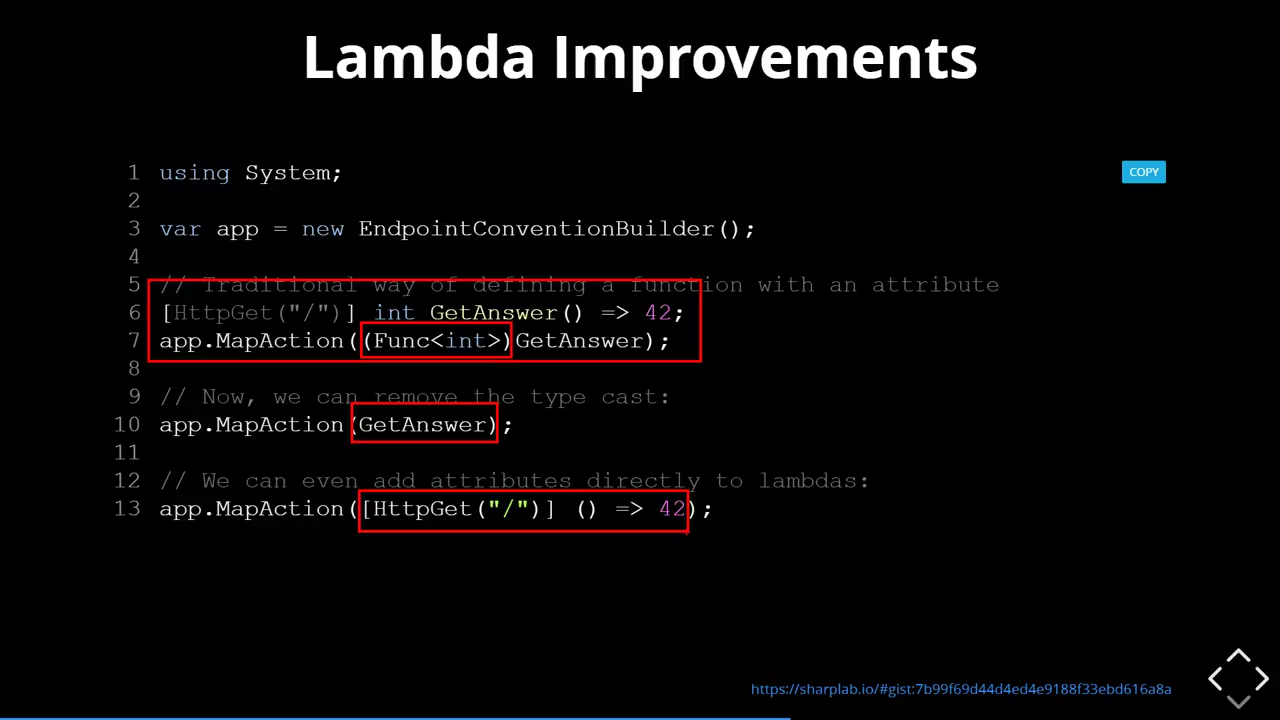 Lambda Improvements
COPY
1 using System;
2
3 var app = new EndpointConventionBuilder();
4
5 // Traditional way of defining a function with an attribute
6 [HttpGet("/")] int GetAnswer() => 42;
7 app.MapAction((Func<int>)GetAnswer);
8
9 // Now, we can remove the type cast:
10 app.MapAction(GetAnswer);
11
12 // We can even add attributes directly to lambdas:
13 app.MapAction([HttpGet("/")] () => 42);
https://sharplab.io/#gist:7b99f69d44d4ed4e9188f33ebd616a8a